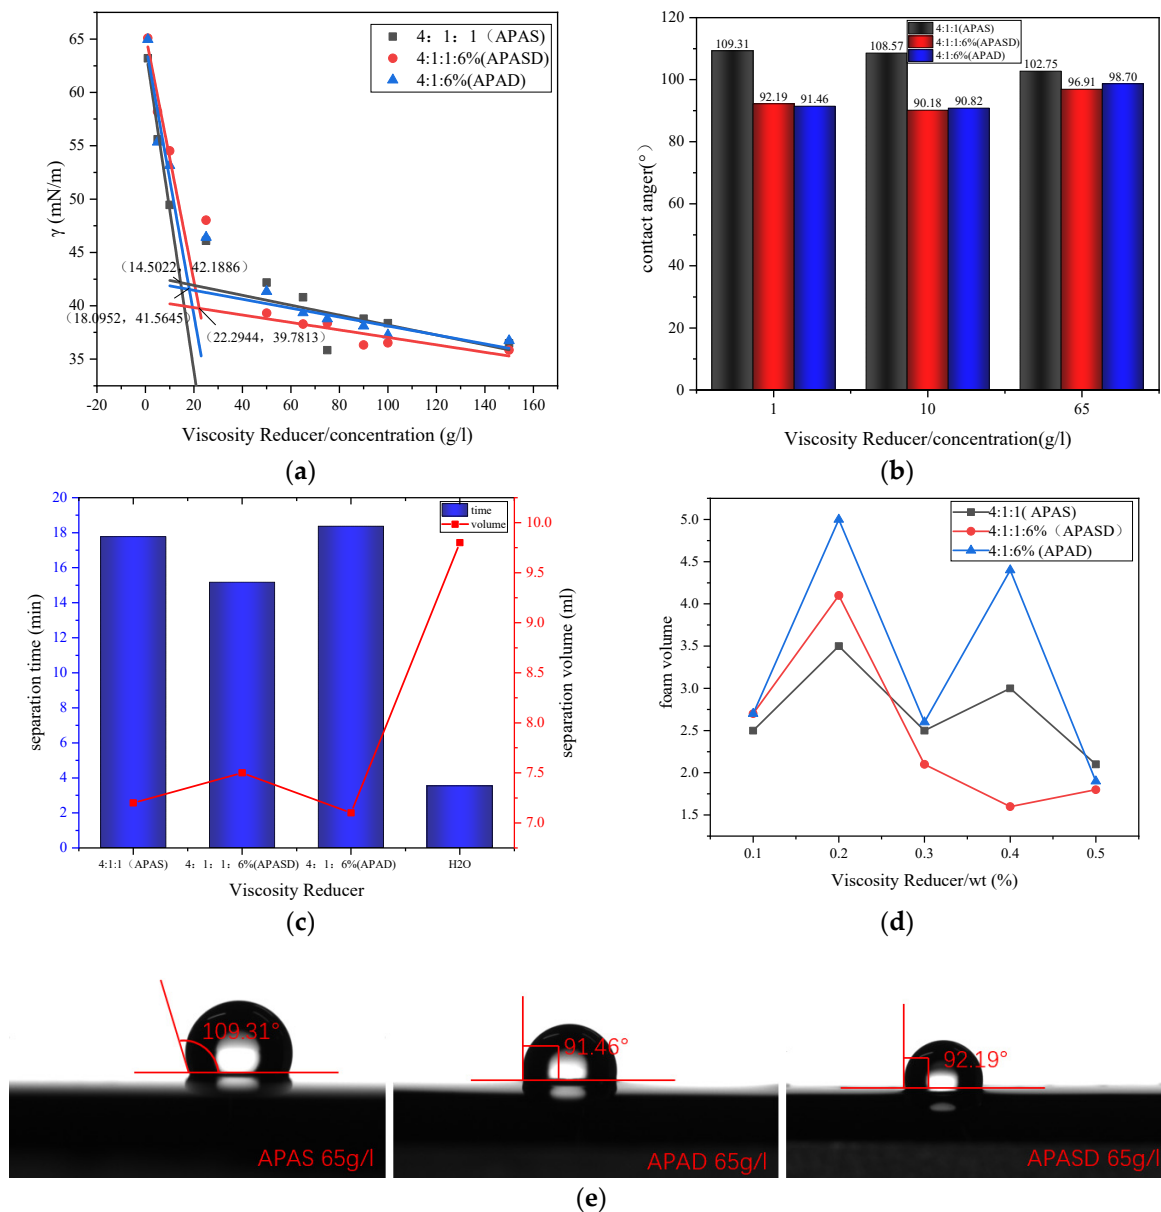 65
60
55
50
45
40
35
γ (mN/m)
4： 1： 1（APAS)
4:1:1:6%(APASD)
4:1:6%(APAD)
（14.5022， 42.1886）
（18.0952，41.5645）
（22.2944，39.7813）
-20 0 20 40 60 80 100 120 140 160
Viscosity Reducer/concentration (g/l)
(a)
120
100
80
60
40
20
0
contact anger(°）
4:1:1(APAS)
4:1:1:6%(APASD)
4:1:6%(APAD)
109.31 92.19 91.46 108.57 90.18 90.82 102.75 96.91 98.70
1 10 65
Viscosity Reducer/concentration(g/l)
(b)
20
18
16
14
12
10
8
6
4
2
0
separation time (min)
time
volume
10.0
9.5
9.0
8.5
8.0
7.5
7.0
separation volume (ml)
4:1:1（APAS) 4：1：1：6%(APASD) 4：1：6%(APAD) H2O
Viscosity Reducer
(c)
5.0
4.5
4.0
3.5
3.0
2.5
2.0
1.5
foam volume
4:1:1( APAS)
4:1:1:6%（APASD）
4:1:6% (APAD)
0.1 0.2 0.3 0.4 0.5
Viscosity Reducer/wt (%)
(d)
109.31°
APAS 65g/l
91.46°
APAD 65g/l
92.19°
APASD 65g/l
(e)